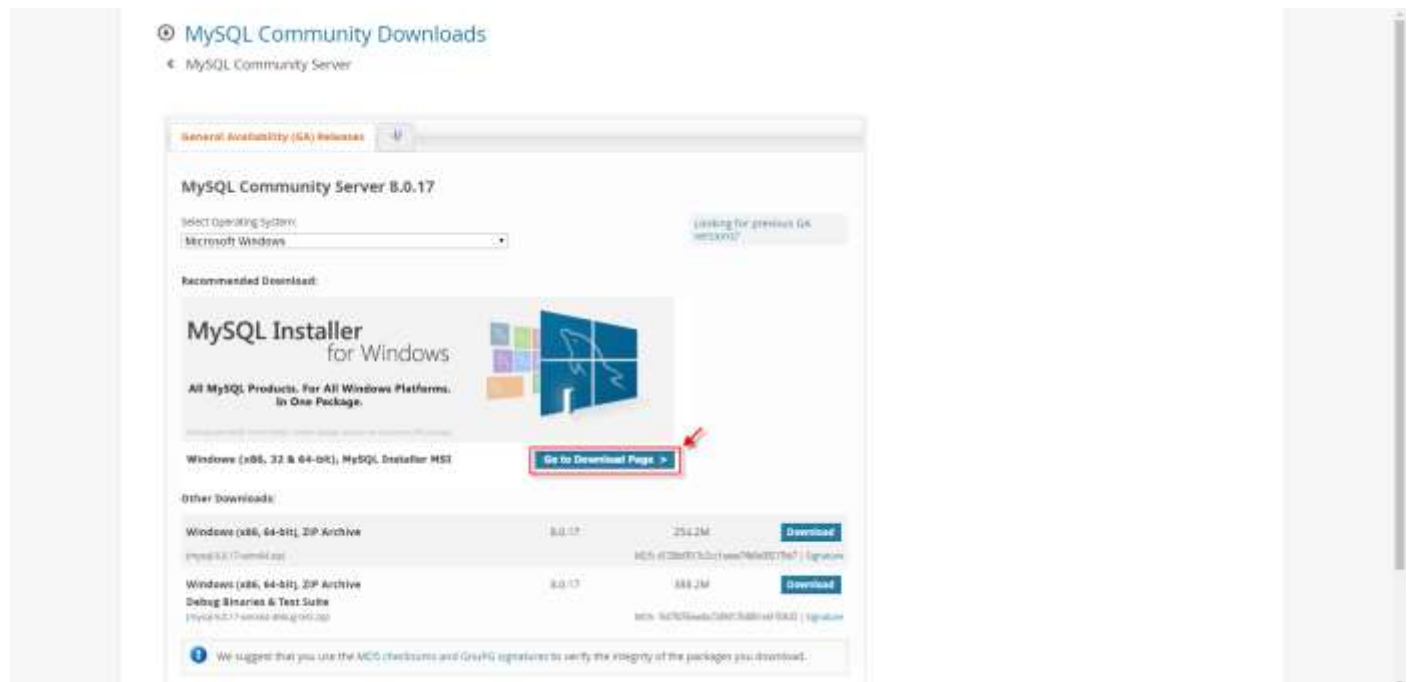 MySQL Community Downloads
MySQL Community Server
General Availability (GA) Releases
MySQL Community Server 8.0.17
Select Operating System:
Microsoft Windows
Looking for previous GA
versions?
Recommended Download:
MySQL Installer
for Windows
All MySQL Products. For All Windows Platforms.
In One Package.
Windows (x86, 32 & 64-bit), MySQL Installer MSI
Go to Download Page >
Other Downloads:
Windows (x86, 64-bit), ZIP Archive
8.0.17
254.2M
Download
MD5:
| Signature
Windows (x86, 64-bit), ZIP Archive
8.0.17
Download
Debug Binaries & Test Suite
MD5:
| Signature
We suggest that you use the MD5 checksums and GnuPG signatures to verify the integrity of the packages you download.